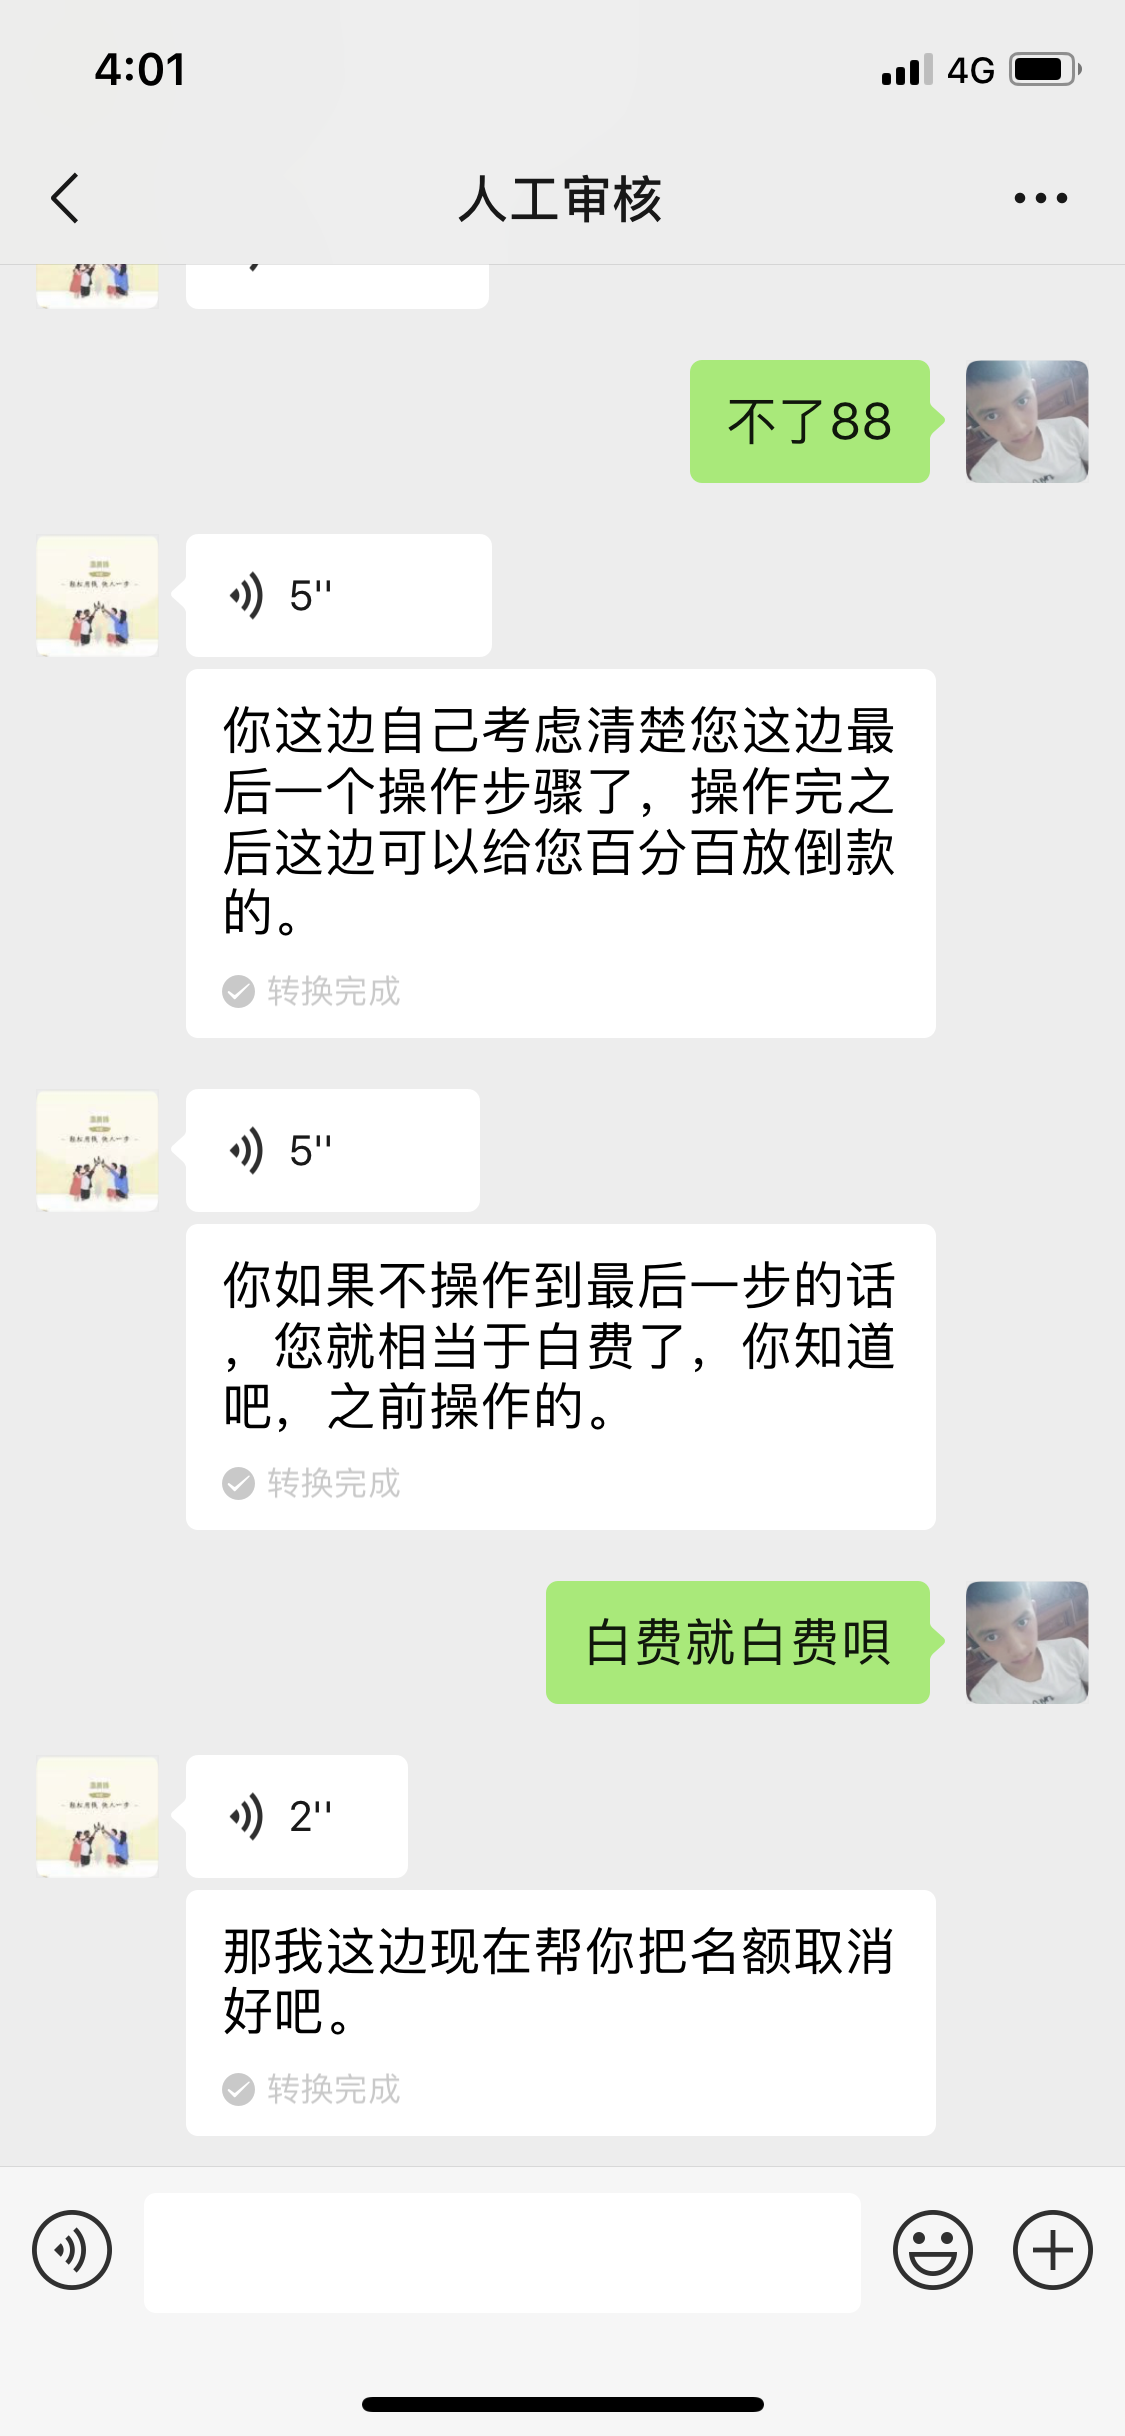 4:01
4G
人工审核
不了88
5''
你这边自己考虑清楚您这边最
后一个操作步骤了，操作完之
后这边可以给您百分百放倒款
的。
转换完成
5''
你如果不操作到最后一步的话
，您就相当于白费了，你知道
吧，之前操作的。
转换完成
白费就白费呗
2''
那我这边现在帮你把名额取消
好吧。
转换完成